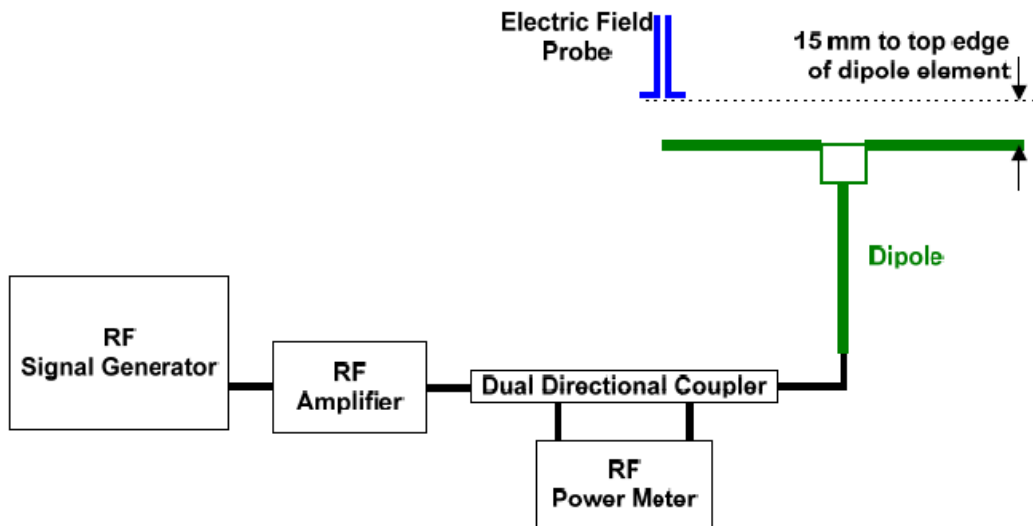 Electric Field
Probe
15 mm to top edge
of dipole element
Dipole
RF
Signal Generator
RF
Amplifier
Dual Directional Coupler
RF
Power Meter